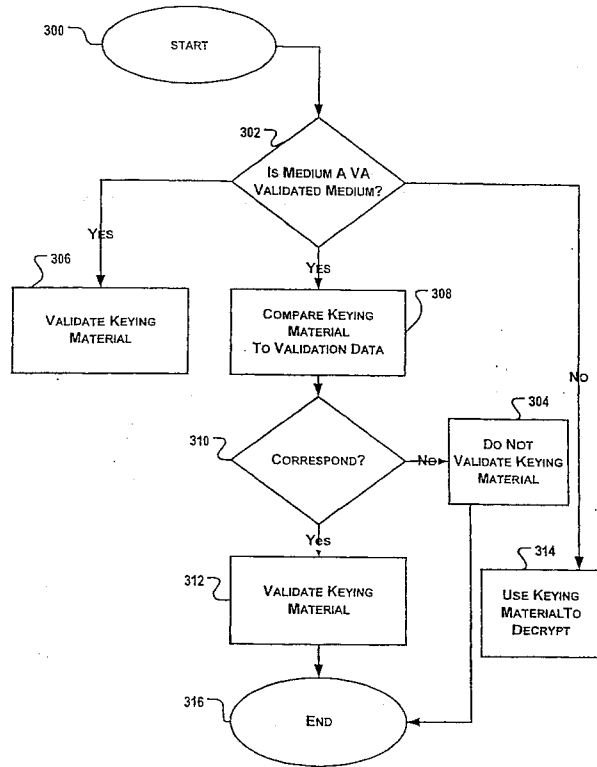 300
START
302
IS MEDIUM A VA
VALIDATED MEDIUM?
YES
306
VALIDATE KEYING
MATERIAL
YES
308
COMPARE KEYING
MATERIAL
TO VALIDATION DATA
NO
304
DO NOT
VALIDATE KEYING
MATERIAL
310
CORRESPOND?
NO
YES
314
USE KEYING
MATERIALTO
DECRYPT
312
VALIDATE KEYING
MATERIAL
316
END